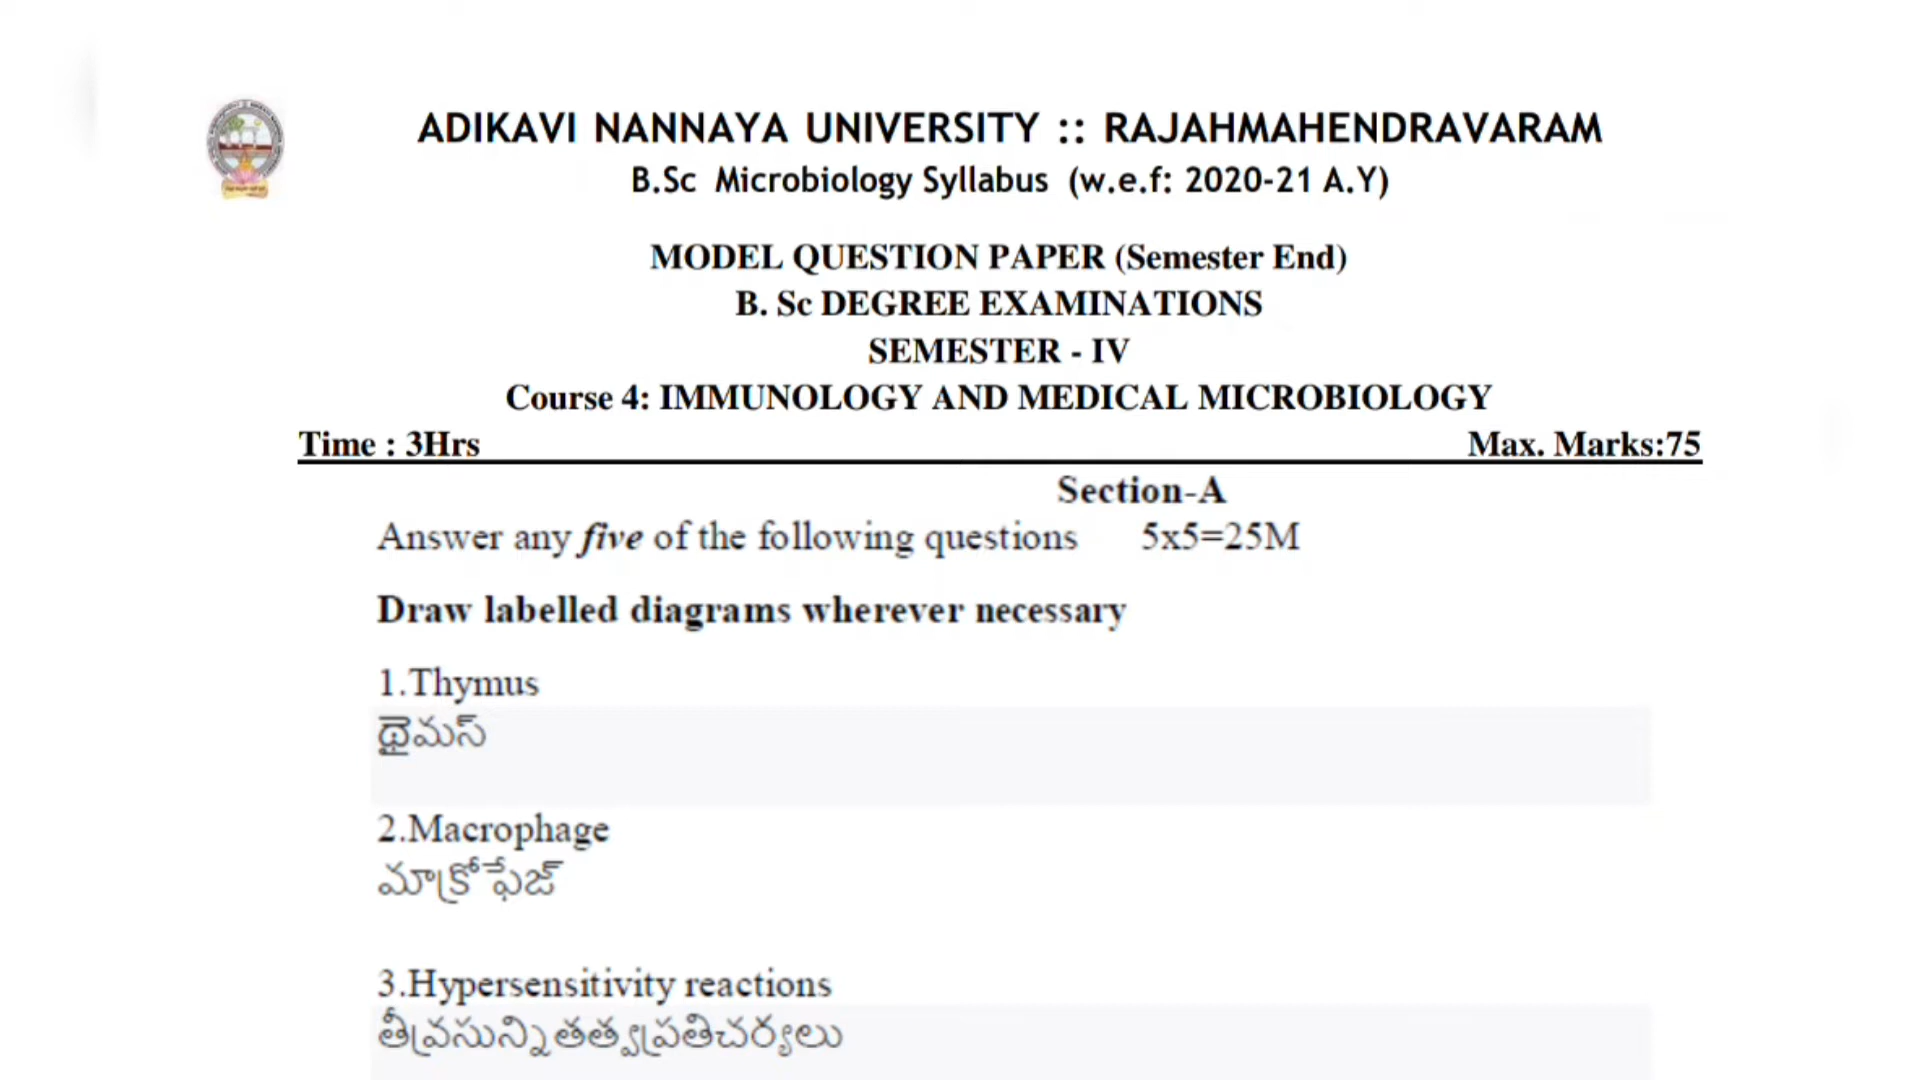 ADIKAVI NANNAYA UNIVERSITY :: RAJAHMAHENDRAVARAM
B.Sc Microbiology Syllabus (w.e.f: 2020-21 A.Y)
MODEL QUESTION PAPER (Semester End)
B. Sc DEGREE EXAMINATIONS
SEMESTER - IV
Course 4: IMMUNOLOGY AND MEDICAL MICROBIOLOGY
Time : 3Hrs Max. Marks:75
Section-A
Answer any five of the following questions 5x5=25M
Draw labelled diagrams wherever necessary
1.Thymus
థైమస్
2.Macrophage
మాక్రోఫేజ్
3.Hypersensitivity reactions
తీవ్రసున్నితత్వప్రతిచర్యలు